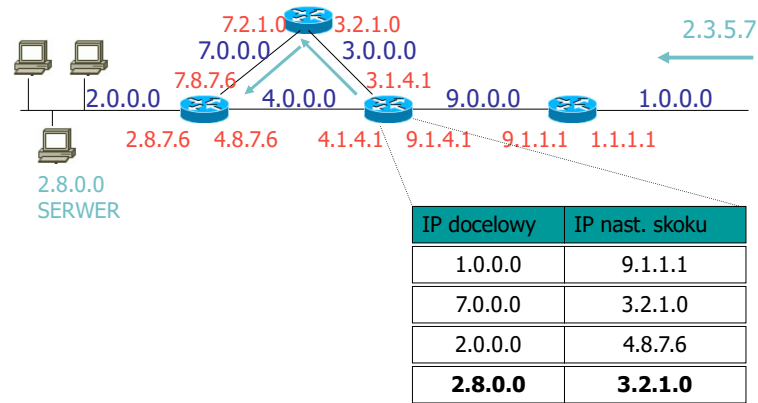 7.2.1.0 3.2.1.0
2.3.5.7
7.0.0.0 3.0.0.0
7.8.7.6 3.1.4.1
2.0.0.0 4.0.0.0 9.0.0.0 1.0.0.0
2.8.7.6 4.8.7.6 4.1.4.1 9.1.4.1 9.1.1.1 1.1.1.1
2.8.0.0
SERWER
IP docelowy IP nast. skoku
1.0.0.0 9.1.1.1
7.0.0.0 3.2.1.0
2.0.0.0 4.8.7.6
2.8.0.0 3.2.1.0